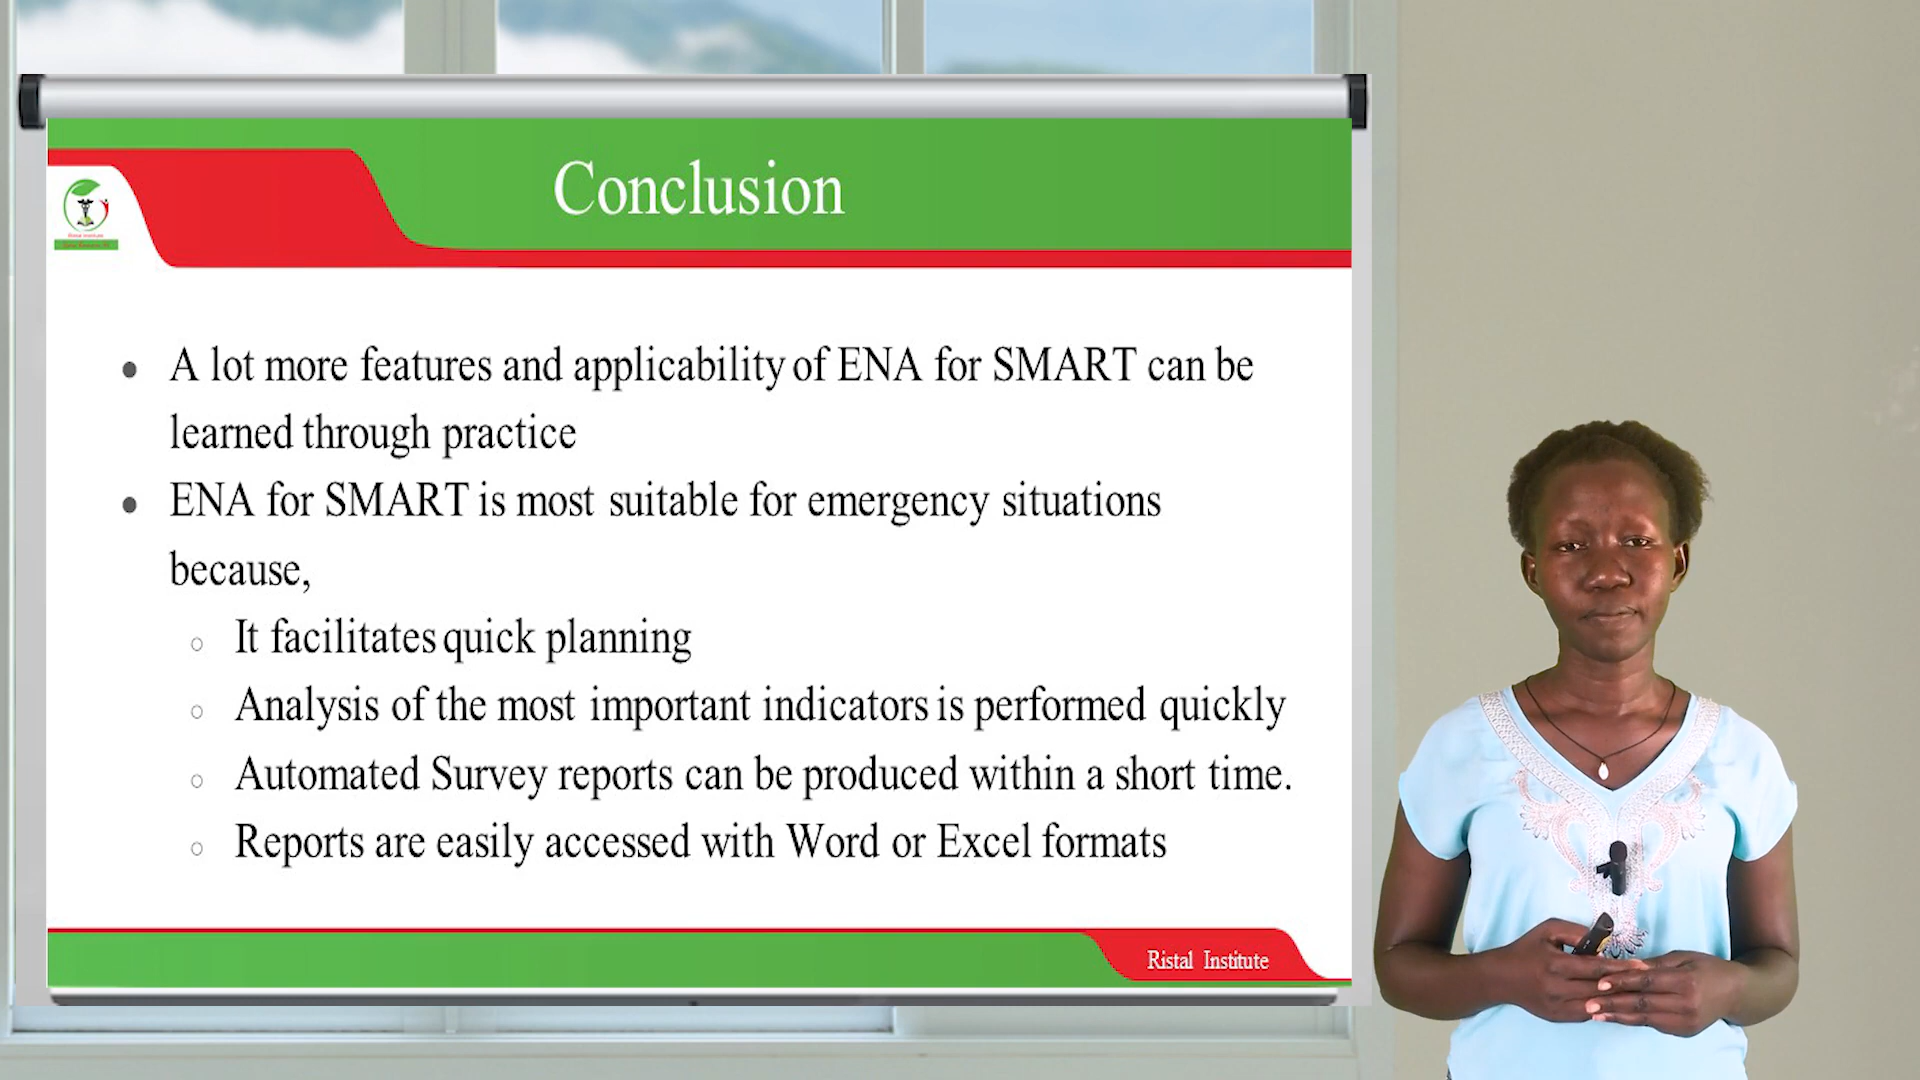 Conclusion
A lot more features and applicability of ENA for SMART can be
learned through practice
ENA for SMART is most suitable for emergency situations
because,
It facilitates quick planning
Analysis of the most important indicators is performed quickly
Automated Survey reports can be produced within a short time.
Reports are easily accessed with Word or Excel formats
Ristal Institute